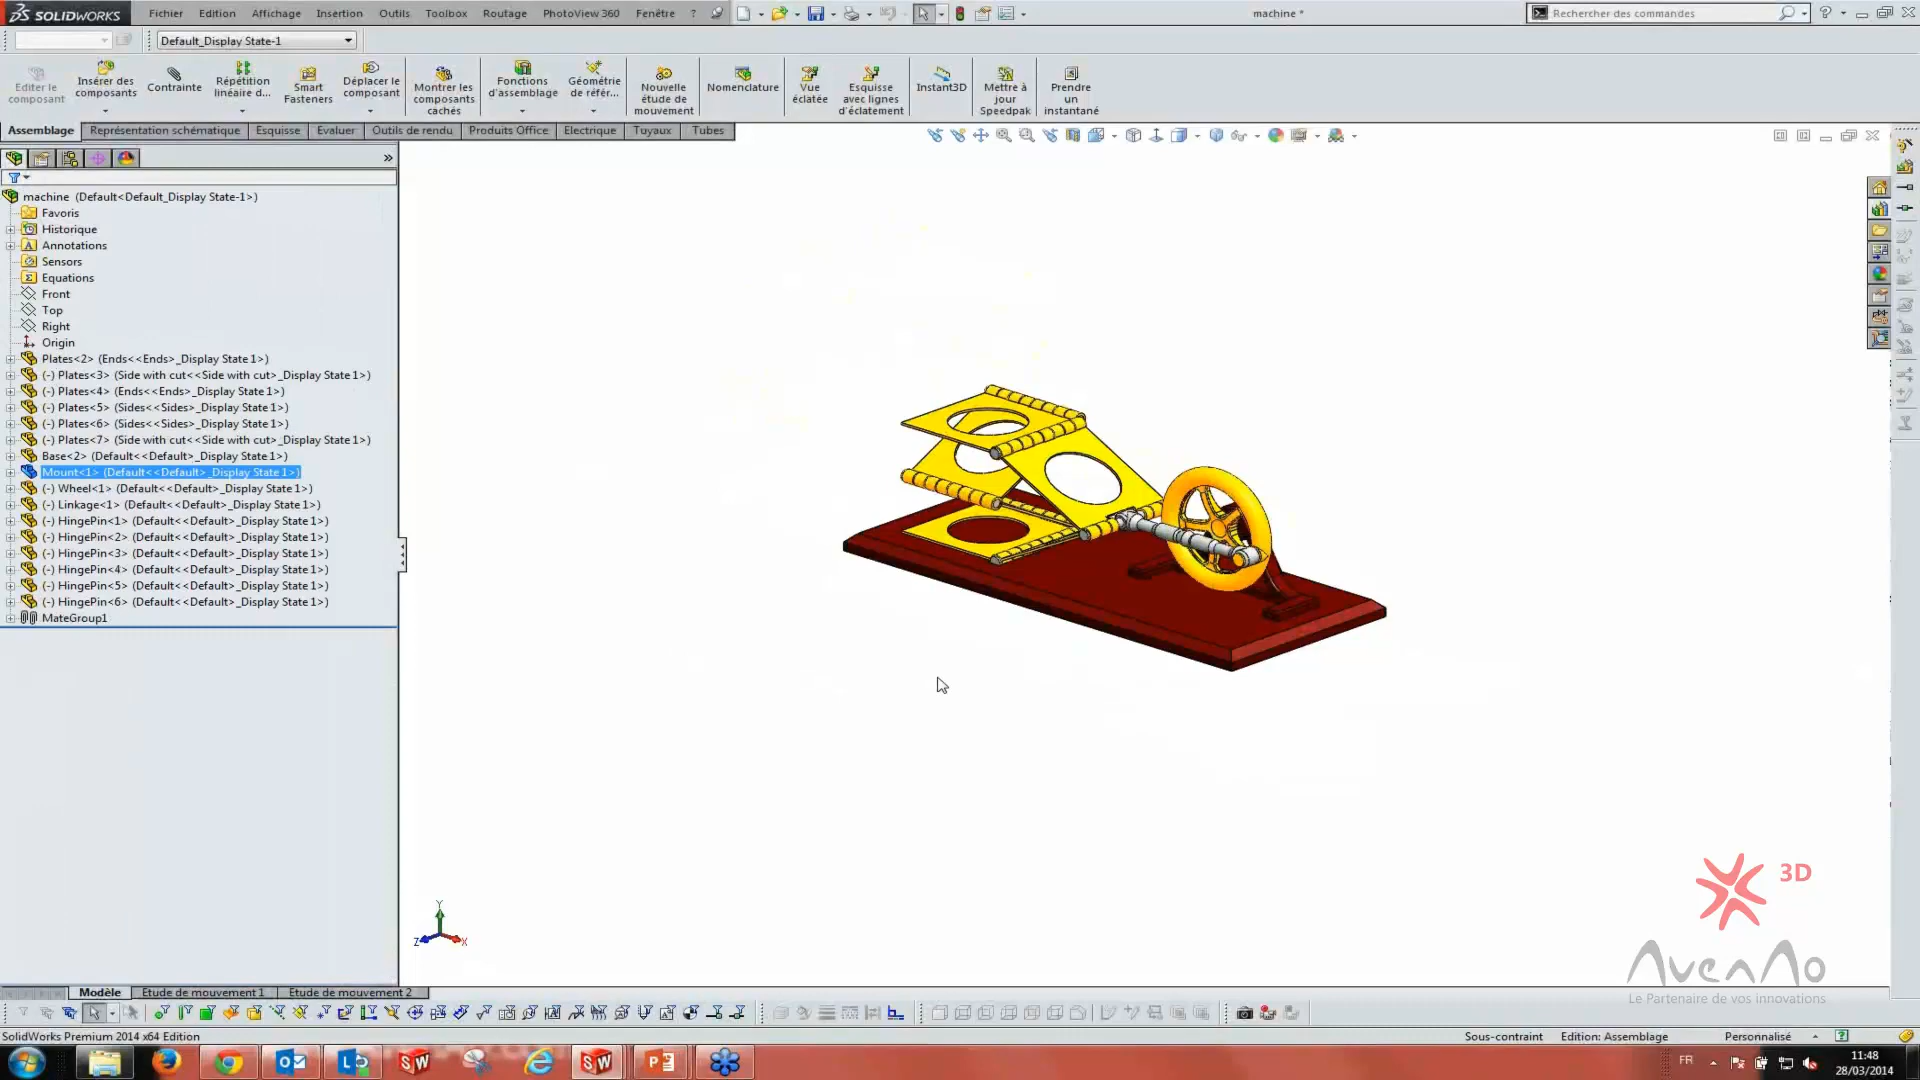 SOLIDWORKS
Fichier Edition Affichage Insertion Outils Toolbox Routage PhotoView 360 Fenêtre ?
machine *
Rechercher des commandes
Default_Display State-1
Editer le composant
Insérer des composants
Contrainte
Répétition linéaire d...
Smart Fasteners
Déplacer le composant
Montrer les composants cachés
Fonctions d'assemblage
Géométrie de référ...
Nouvelle étude de mouvement
Nomenclature
Vue éclatée
Esquisse avec lignes d'éclatement
Instant3D
Mettre à jour Speedpak
Prendre un instantané
Assemblage Représentation schématique Esquisse Evaluer Outils de rendu Produits Office Electrique Tuyaux Tubes
machine (Default<Default_Display State-1>)
Favoris
Historique
Annotations
Sensors
Equations
Front
Top
Right
Origin
Plates<2> (Ends<<Ends>_Display State 1>)
(-) Plates<3> (Side with cut<<Side with cut>_Display State 1>)
(-) Plates<4> (Ends<<Ends>_Display State 1>)
(-) Plates<5> (Sides<<Sides>_Display State 1>)
(-) Plates<6> (Sides<<Sides>_Display State 1>)
(-) Plates<7> (Side with cut<<Side with cut>_Display State 1>)
Base<2> (Default<<Default>_Display State 1>)
Mount<1> (Default<<Default>_Display State 1>)
(-) Wheel<1> (Default<<Default>_Display State 1>)
(-) Linkage<1> (Default<<Default>_Display State 1>)
(-) HingePin<1> (Default<<Default>_Display State 1>)
(-) HingePin<2> (Default<<Default>_Display State 1>)
(-) HingePin<3> (Default<<Default>_Display State 1>)
(-) HingePin<4> (Default<<Default>_Display State 1>)
(-) HingePin<5> (Default<<Default>_Display State 1>)
(-) HingePin<6> (Default<<Default>_Display State 1>)
MateGroup1
Y
Z X
3D
AvenAo
Le Partenaire de vos innovations
Modèle Etude de mouvement 1 Etude de mouvement 2
SolidWorks Premium 2014 x64 Edition
Sous-contraint Edition: Assemblage Personnalisé
FR
11:48
28/03/2014